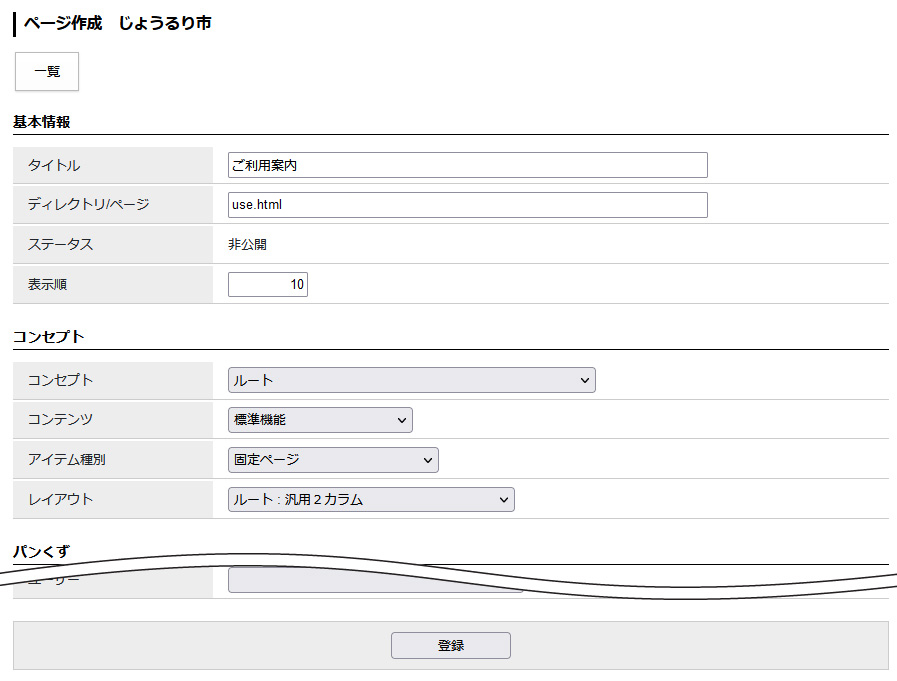 ページ作成　じょうるり市
一覧
基本情報
タイトル ご利用案内
ディレクトリ/ページ use.html
ステータス 非公開
表示順 10
コンセプト
コンセプト ルート
コンテンツ 標準機能
アイテム種別 固定ページ
レイアウト ルート : 汎用２カラム
パンくず
登録